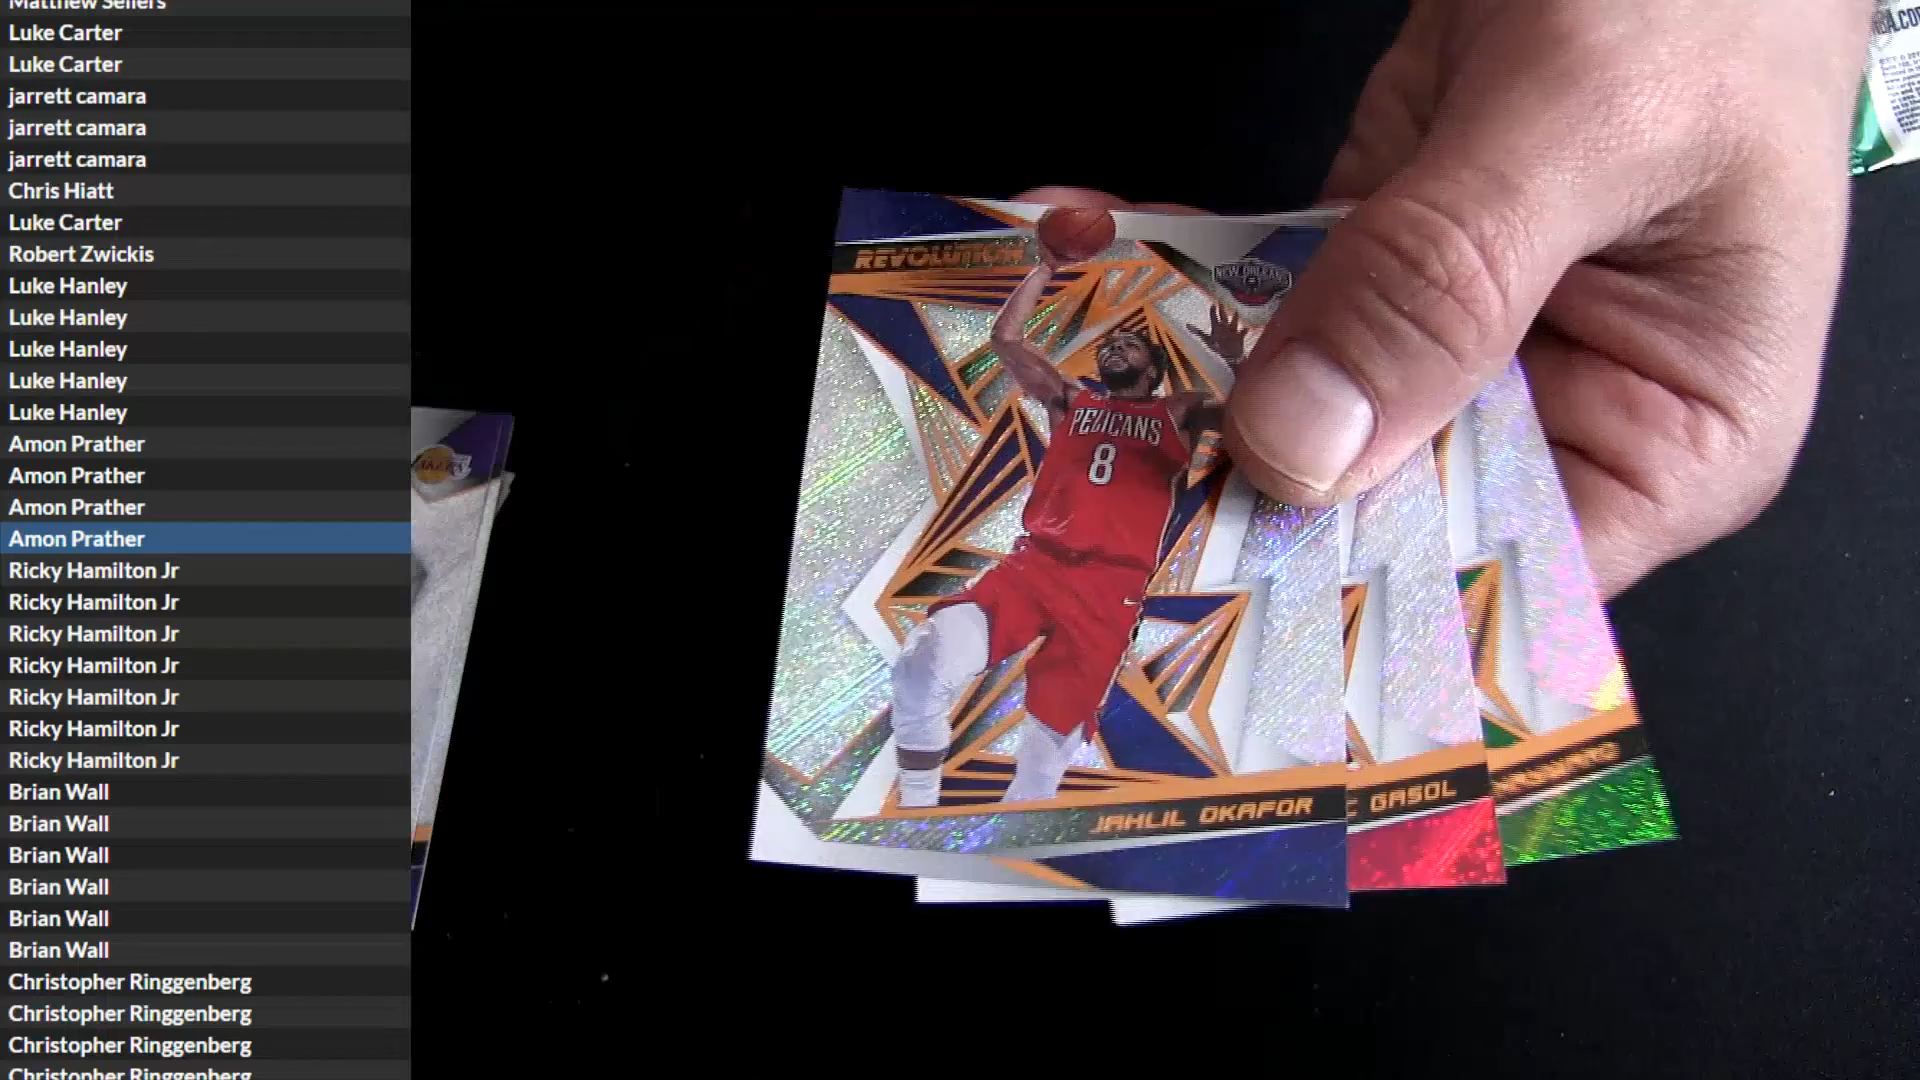 Matthew Sellers
Luke Carter
Luke Carter
jarrett camara
jarrett camara
jarrett camara
Chris Hiatt
Luke Carter
Robert Zwickis
Luke Hanley
Luke Hanley
Luke Hanley
Luke Hanley
Luke Hanley
Amon Prather
Amon Prather
Amon Prather
Amon Prather
Ricky Hamilton Jr
Ricky Hamilton Jr
Ricky Hamilton Jr
Ricky Hamilton Jr
Ricky Hamilton Jr
Ricky Hamilton Jr
Ricky Hamilton Jr
Brian Wall
Brian Wall
Brian Wall
Brian Wall
Brian Wall
Brian Wall
Christopher Ringgenberg
Christopher Ringgenberg
Christopher Ringgenberg
Christopher Ringgenberg
REVOLUTION
NEW ORLEANS
PELICANS
8
JAHLIL OKAFOR
GASOL